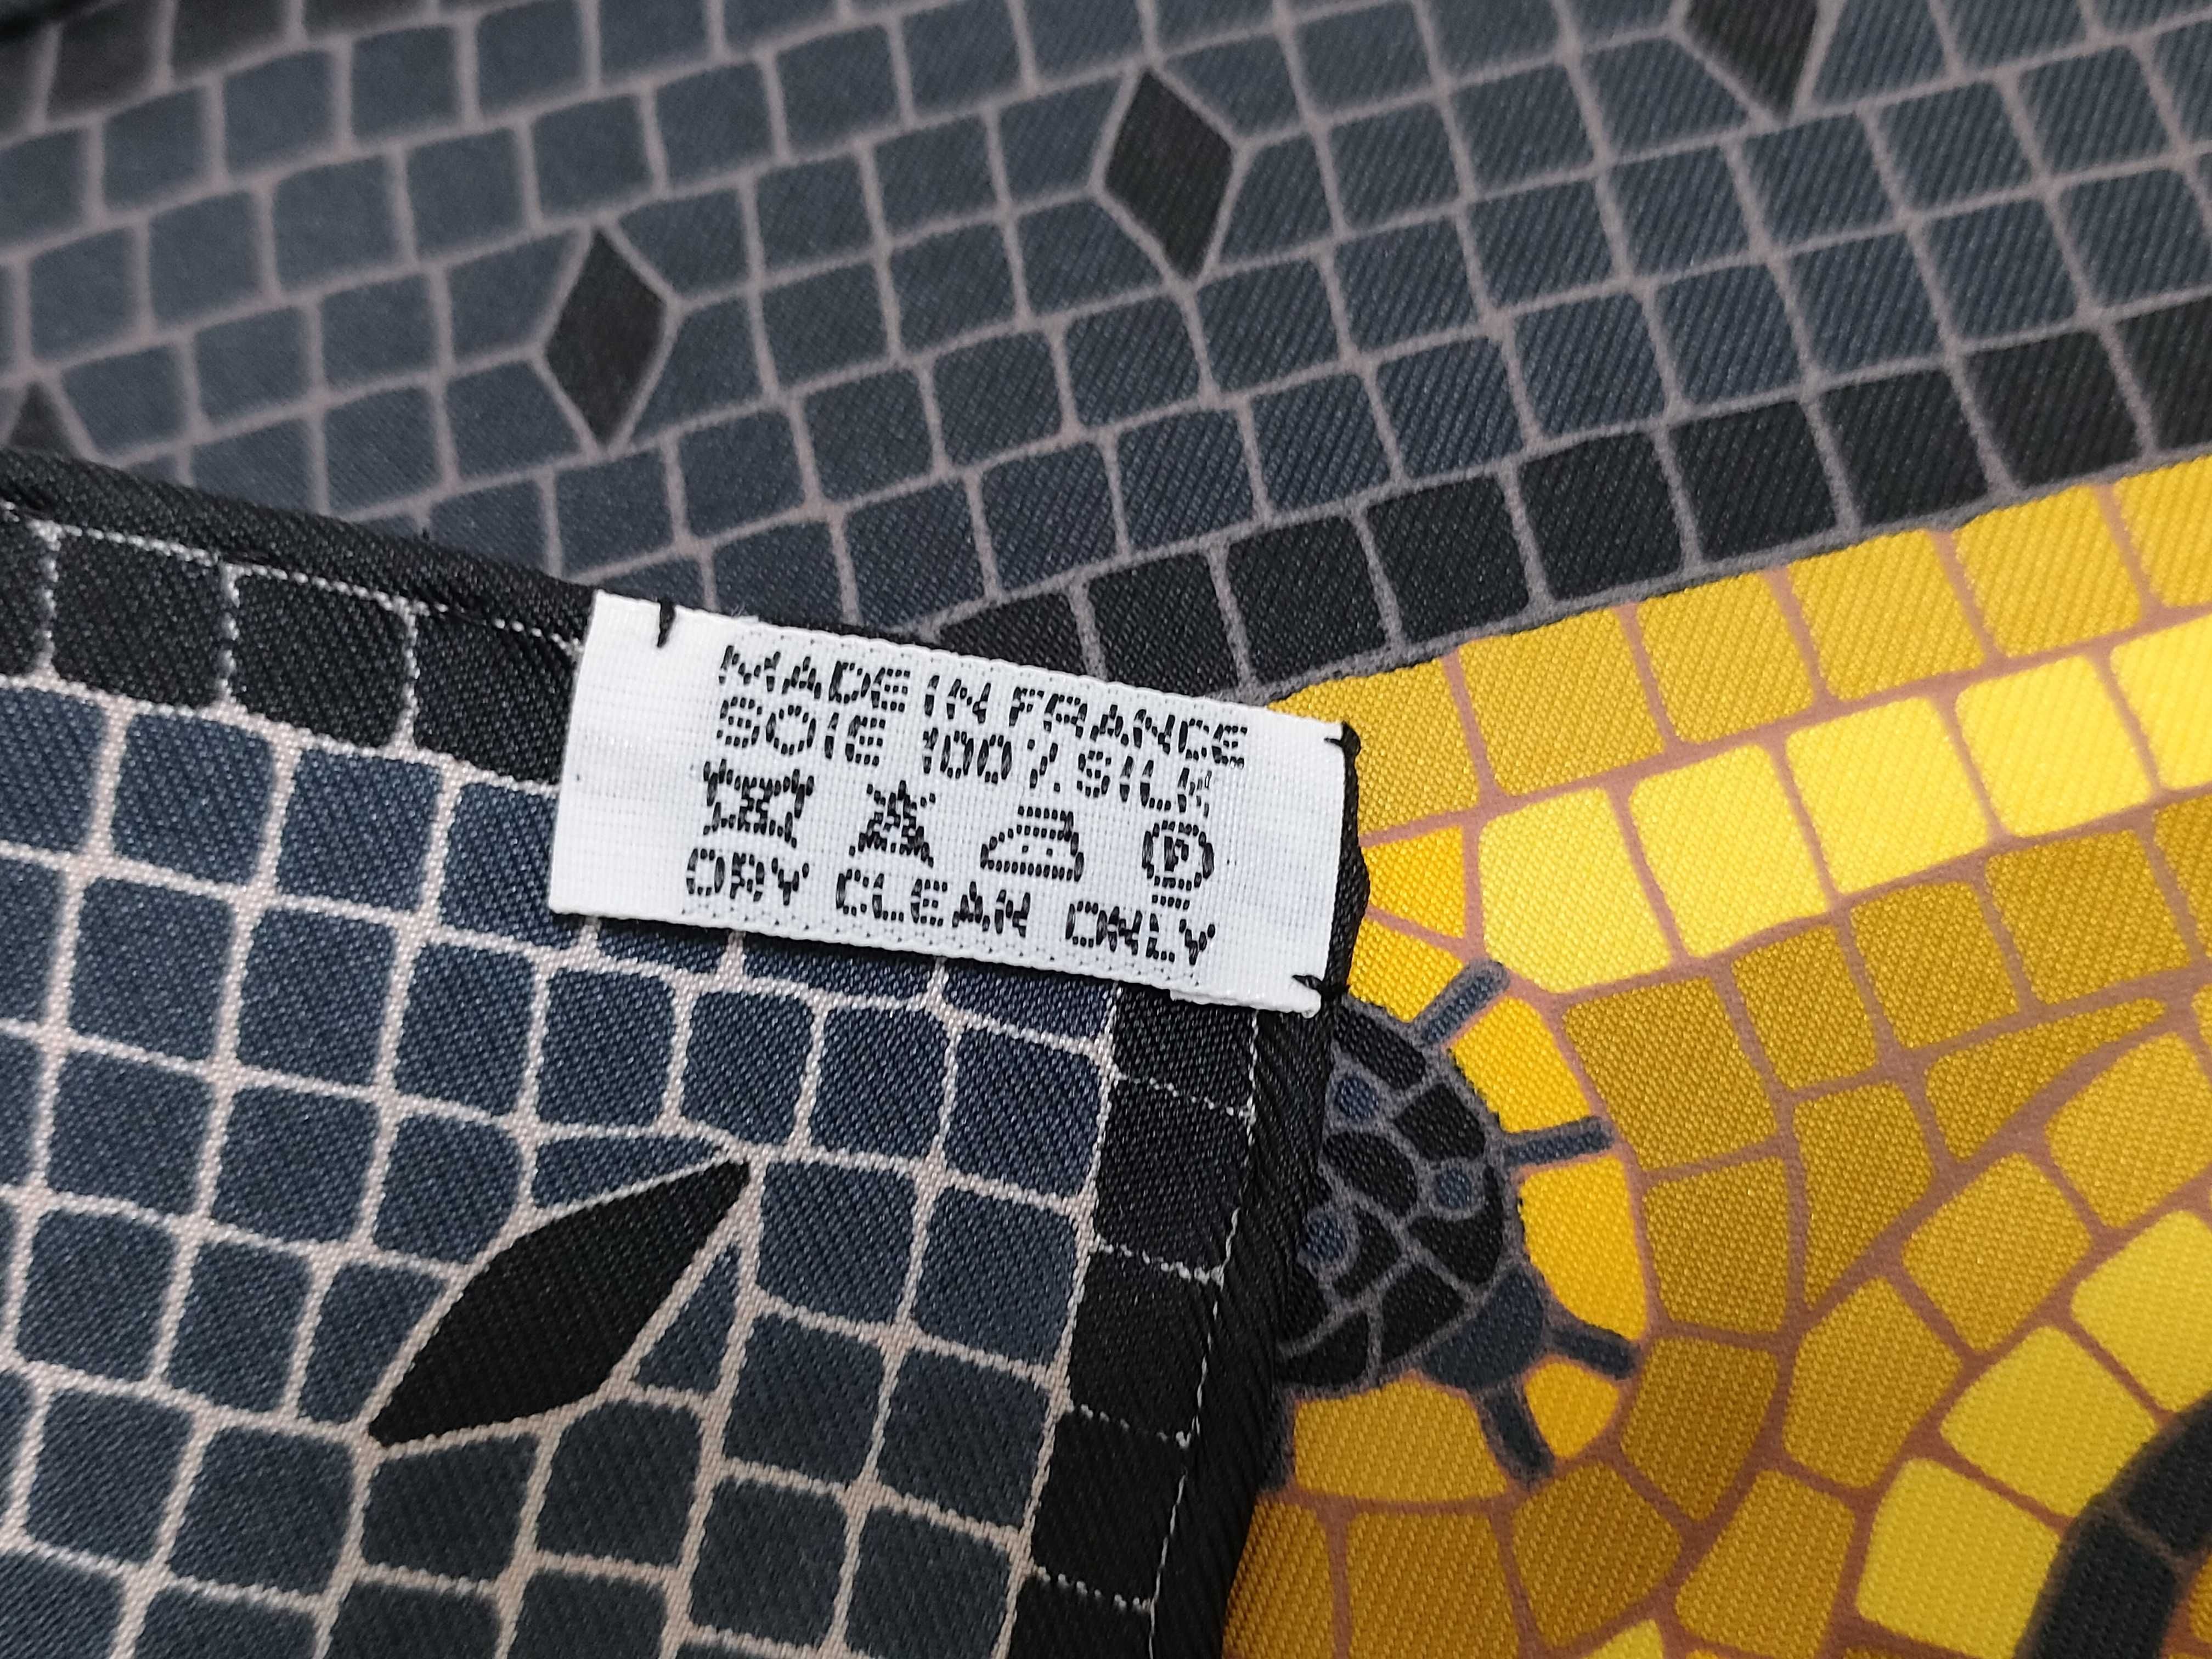 MADE IN FRANCE
SOIE 100% SILK
P
DRY CLEAN ONLY